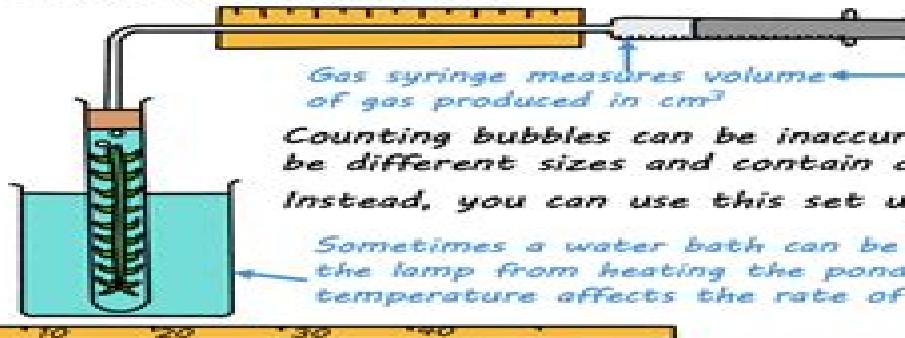 Gas syringe measures volume
of gas produced in cm³
Counting bubbles can be
be different sizes and contain
Instead, you can use this set
Sometimes a water bath can be
the lamp from heating the
temperature affects the rate of
10 20 30 40